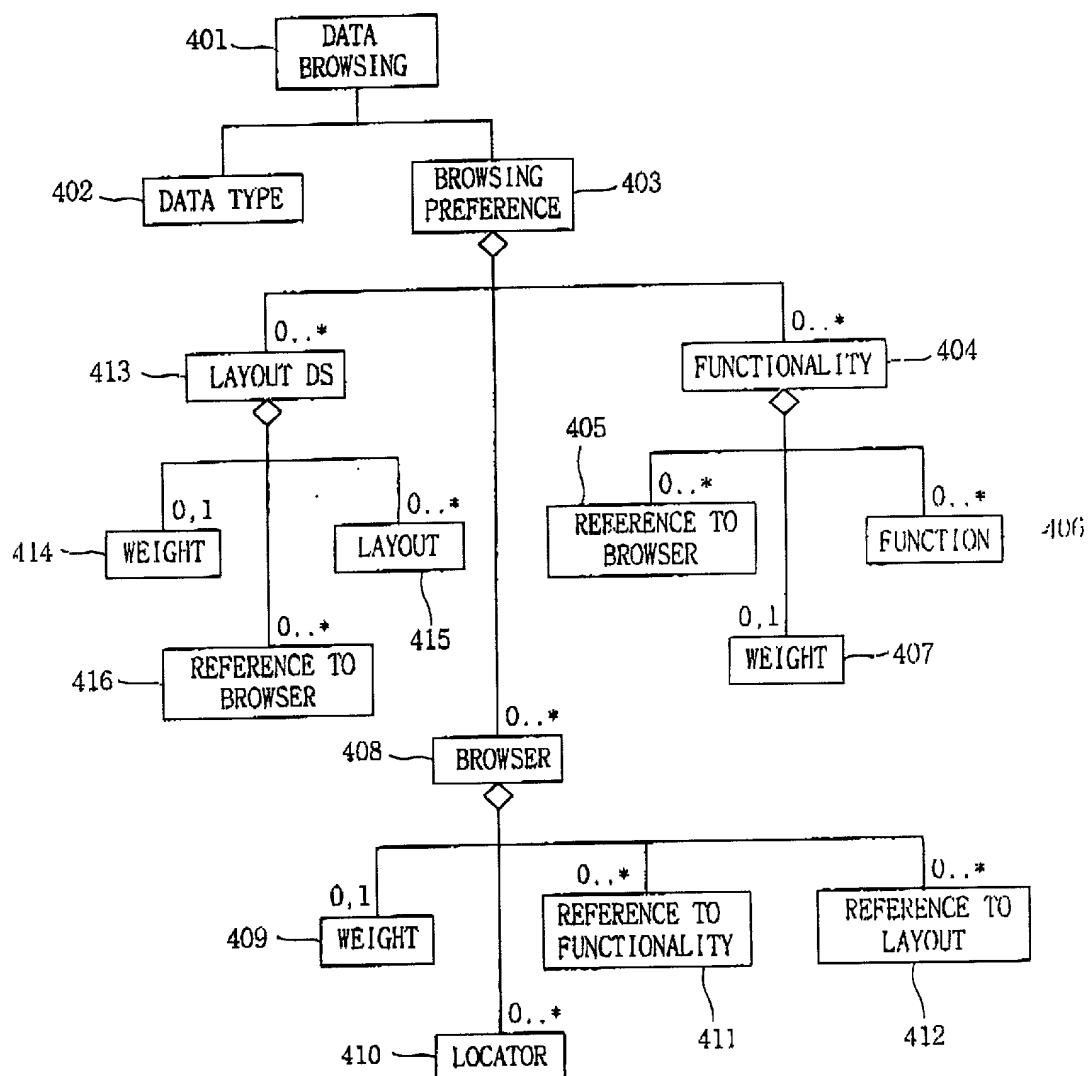 401
DATA
BROWSING
402
DATA TYPE
BROWSING
PREFERENCE
403
0..*
413
LAYOUT DS
0..*
FUNCTIONALITY
404
0,1
414
WEIGHT
0..*
LAYOUT
415
405
0..*
REFERENCE TO
BROWSER
0..*
FUNCTION
406
0..*
416
REFERENCE TO
BROWSER
0,1
WEIGHT
407
0..*
408
BROWSER
0,1
409
WEIGHT
0..*
REFERENCE TO
FUNCTIONALITY
411
0..*
REFERENCE TO
LAYOUT
412
0..*
410
LOCATOR